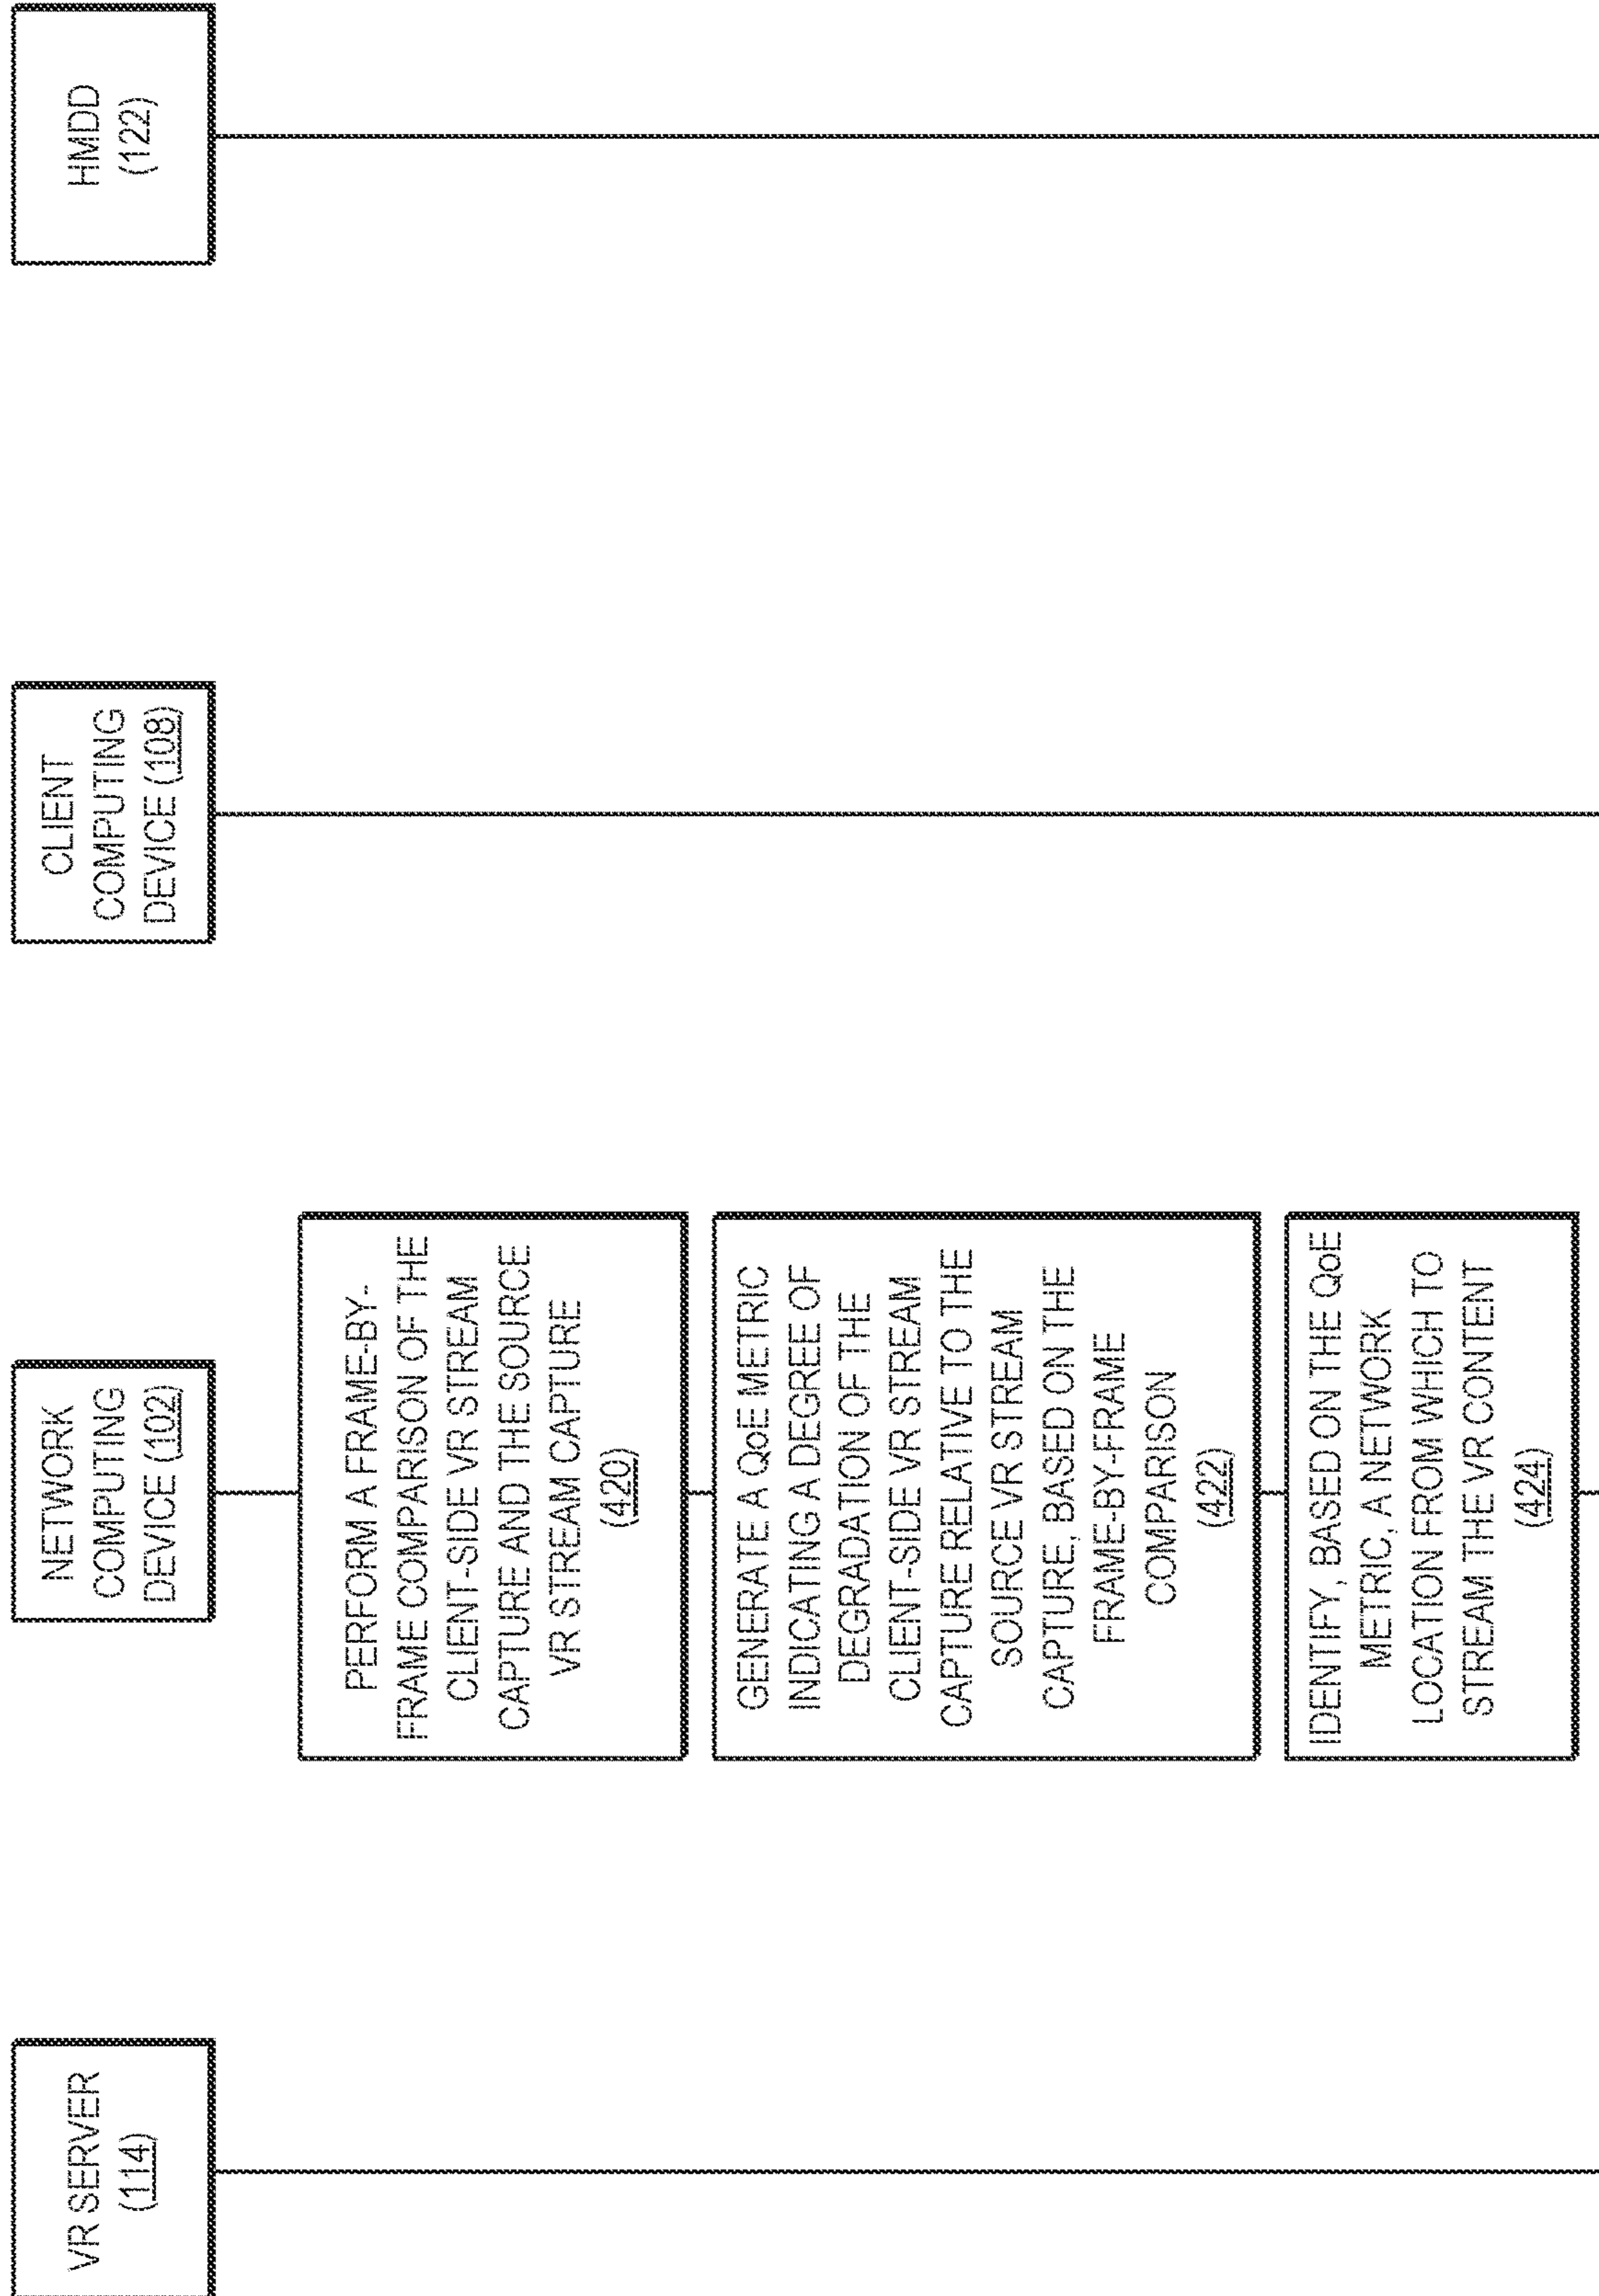 VR SERVER
(114)
NETWORK
COMPUTING
DEVICE (102)
CLIENT
COMPUTING
DEVICE (108)
HMDD
(122)
PERFORM A FRAME-BY-
FRAME COMPARISON OF THE
CLIENT-SIDE VR STREAM
CAPTURE AND THE SOURCE
VR STREAM CAPTURE
(420)
GENERATE A QoE METRIC
INDICATING A DEGREE OF
DEGRADATION OF THE
CLIENT-SIDE VR STREAM
CAPTURE RELATIVE TO THE
SOURCE VR STREAM
CAPTURE, BASED ON THE
FRAME-BY-FRAME
COMPARISON
(422)
IDENTIFY, BASED ON THE QoE
METRIC, A NETWORK
LOCATION FROM WHICH TO
STREAM THE VR CONTENT
(424)